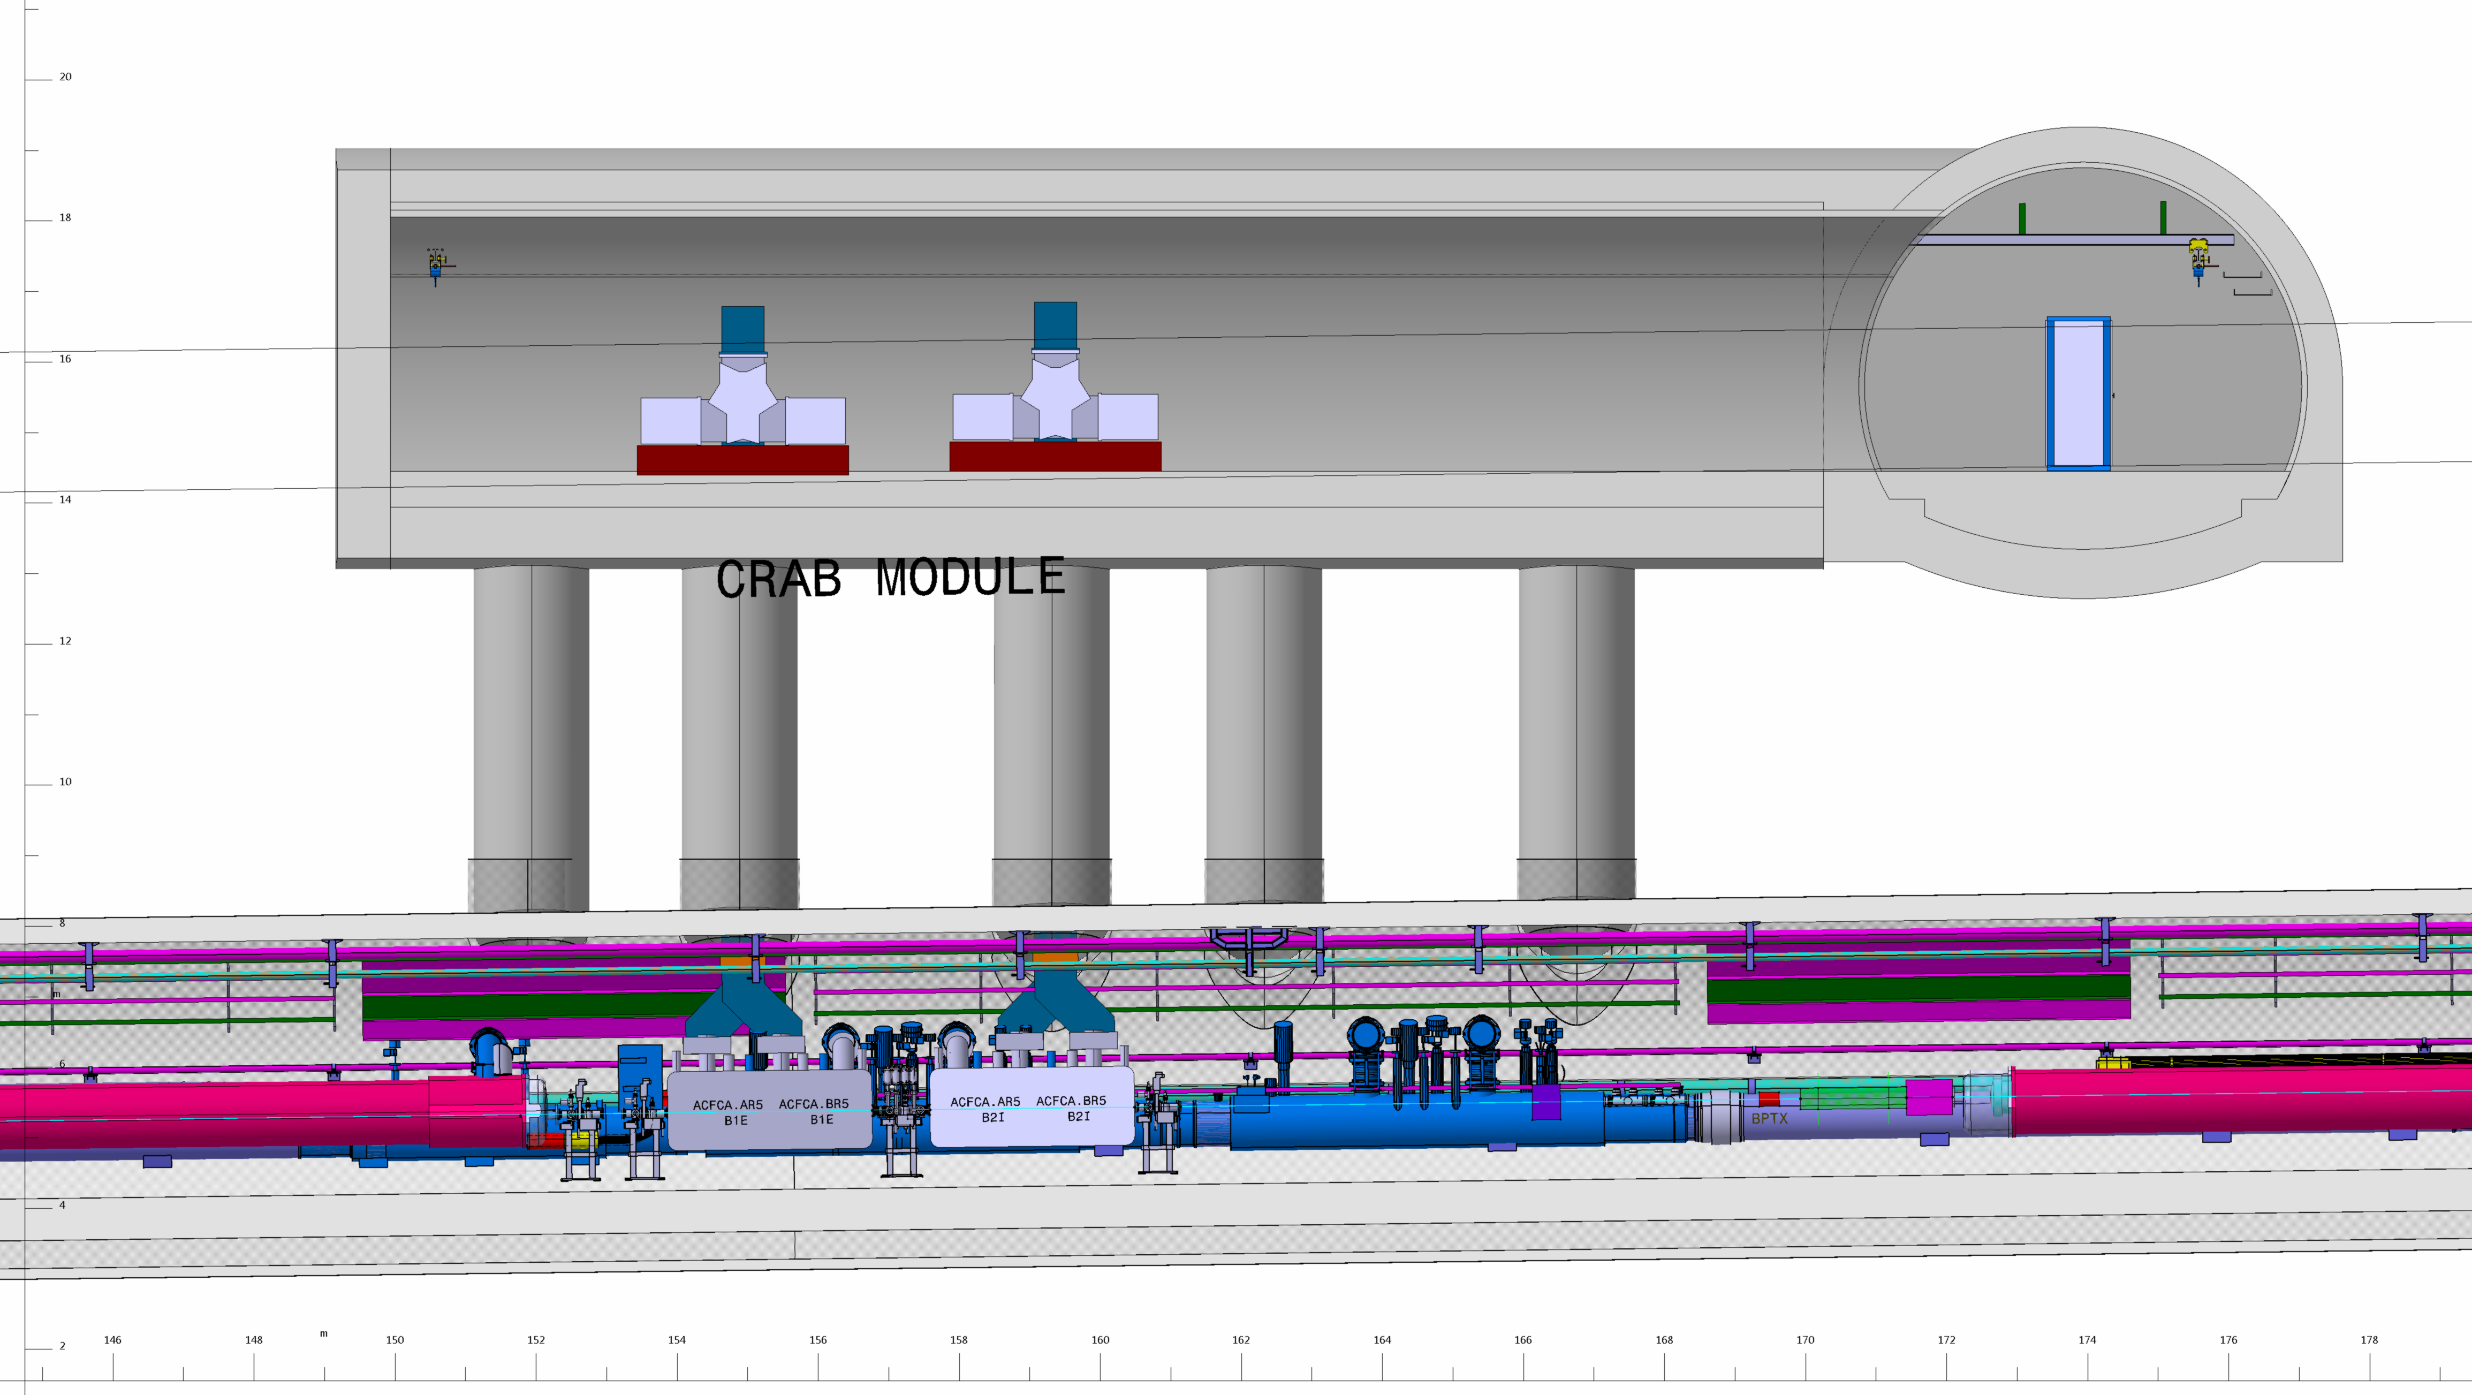 20
18
16
14
CRAB MODULE
12
10
8
m
6
ACFCA.AR5 ACFCA.BR5 ACFCA.AR5 ACFCA.BR5
B1E B1E B2I B2I
BPTX
4
2
146 148 m 150 152 154 156 158 160 162 164 166 168 170 172 174 176 178